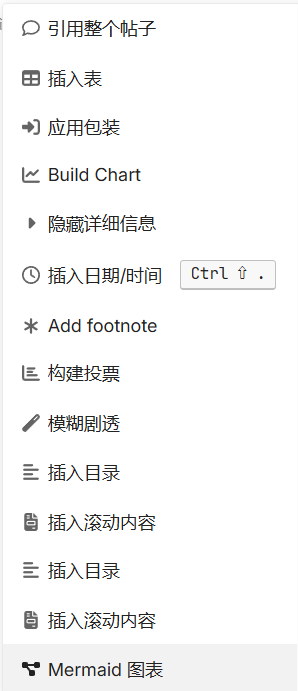 引用整个帖子
插入表
应用包装
Build Chart
隐藏详细信息
插入日期/时间 Ctrl ⇧ .
Add footnote
构建投票
模糊剧透
插入目录
插入滚动内容
插入目录
插入滚动内容
Mermaid 图表